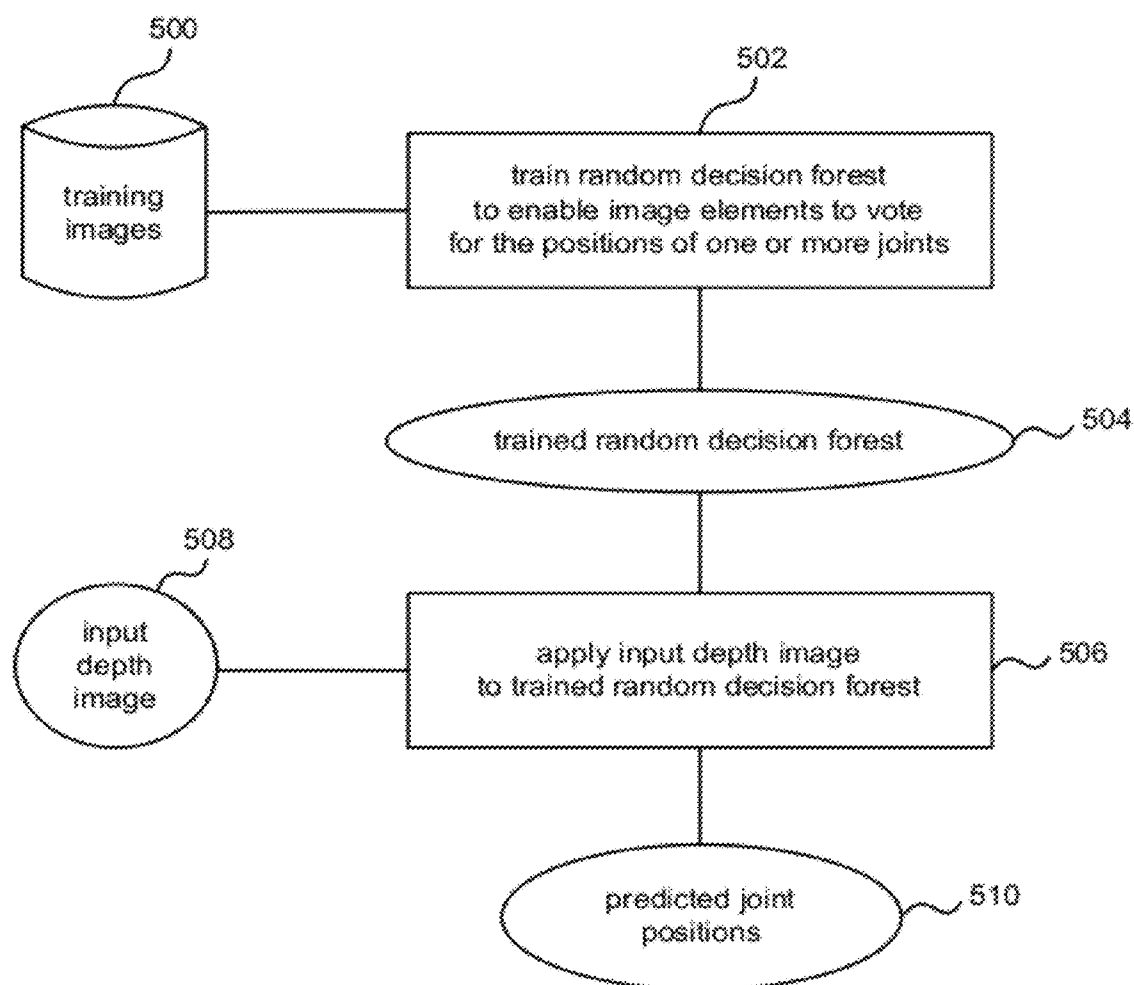 500
502
training
images
train random decision forest
to enable image elements to vote
for the positions of one or more joints
504
trained random decision forest
508
input
depth
image
apply input depth image
to trained random decision forest
506
predicted joint
positions
510